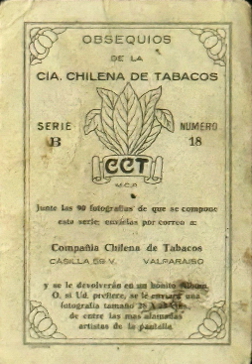 OBSEQUIOS
DE LA
CIA. CHILENA DE TABACOS
SERIE B
NUMERO 18
CCT
M.C.R
Junte las 90 fotografías de que se compone
esta serie; envíelas por correo a:
Compañía Chilena de Tabacos
CASILLA 59-V. VALPARAISO
y se le devolverán en un bonito Album.
O, si Ud. prefiere, se le enviará una
fotografía tamaño
de entre las mas afamadas
artistas de la pantalla